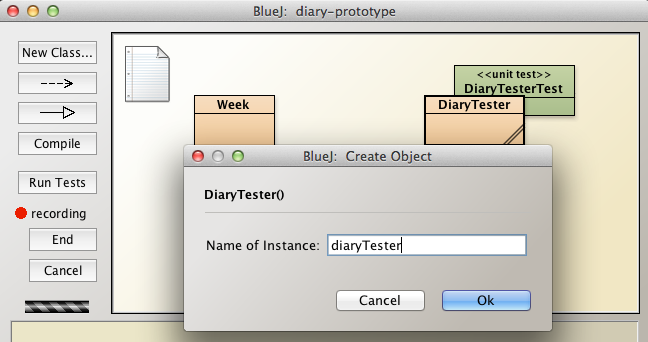 BlueJ: diary-prototype
New Class...
Compile
Run Tests
recording
End
Cancel
Week
<<unit test>>
DiaryTesterTest
DiaryTester
BlueJ: Create Object
DiaryTester()
Name of Instance: diaryTester
Cancel Ok